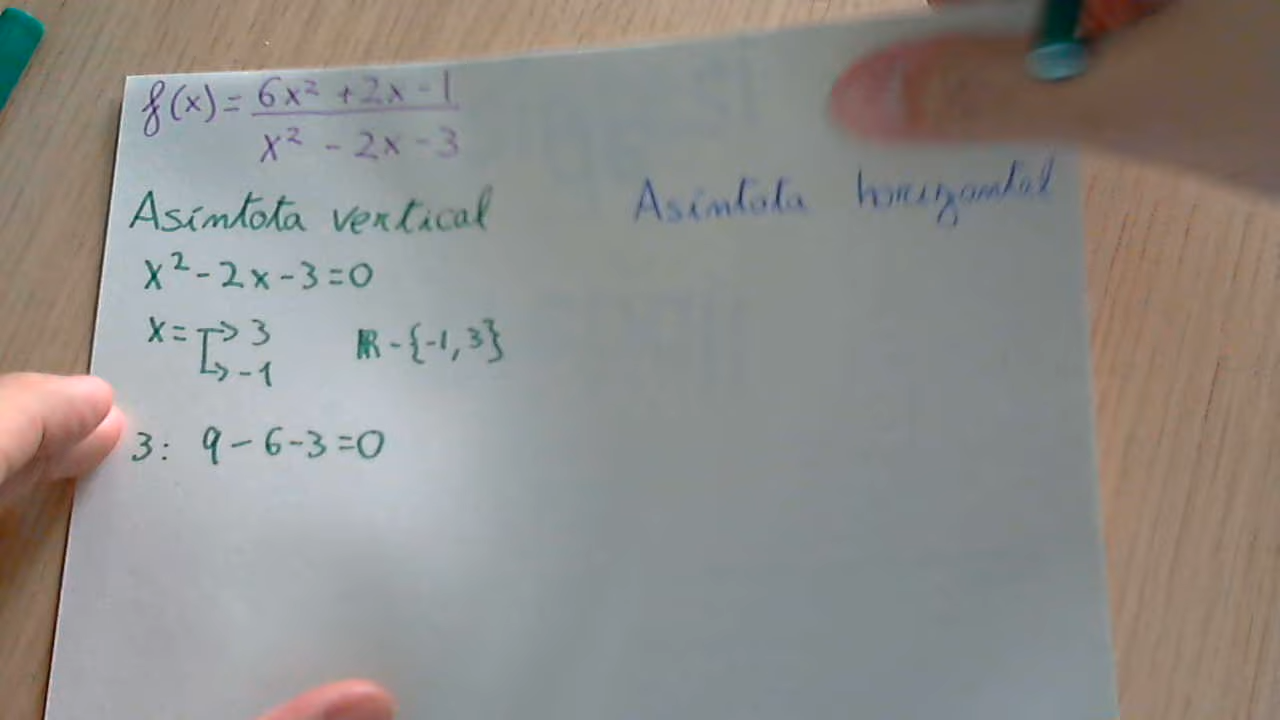 f(x) = 6x² + 2x - 1
x² - 2x - 3
Asíntota vertical
x² - 2x - 3 = 0
x = → 3
→ -1
ℝ - {-1, 3}
3: 9 - 6 - 3 = 0
Asíntota horizontal